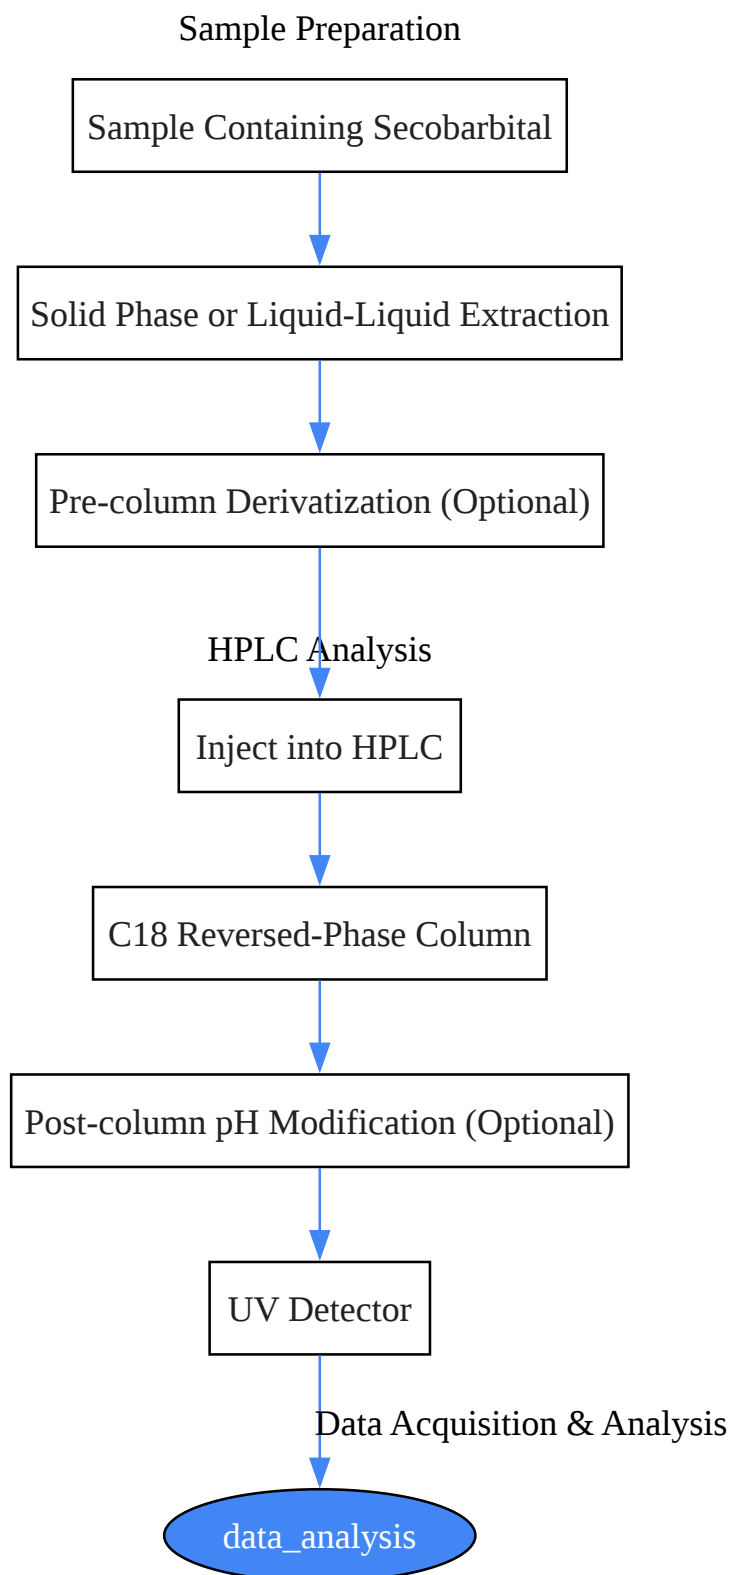 Sample Preparation
Sample Containing Secobarbital
Solid Phase or Liquid-Liquid Extraction
Pre-column Derivatization (Optional)
HPLC Analysis
Inject into HPLC
C18 Reversed-Phase Column
Post-column pH Modification (Optional)
UV Detector
Data Acquisition & Analysis
data_analysis